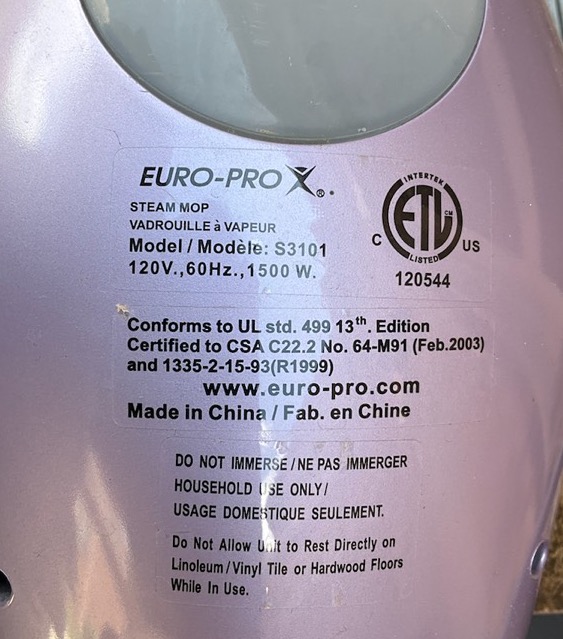 EURO-PRO X ®.
STEAM MOP
VADROUILLE à VAPEUR
Model / Modèle: S3101
120V.,60Hz.,1500 W.
INTERTEK
ETL CM
LISTED
C US
120544
Conforms to UL std. 499 13th. Edition
Certified to CSA C22.2 No. 64-M91 (Feb.2003)
and 1335-2-15-93(R1999)
www.euro-pro.com
Made in China / Fab. en Chine
DO NOT IMMERSE / NE PAS IMMERGER
HOUSEHOLD USE ONLY /
USAGE DOMESTIQUE SEULEMENT.
Do Not Allow Unit to Rest Directly on
Linoleum / Vinyl Tile or Hardwood Floors
While In Use.